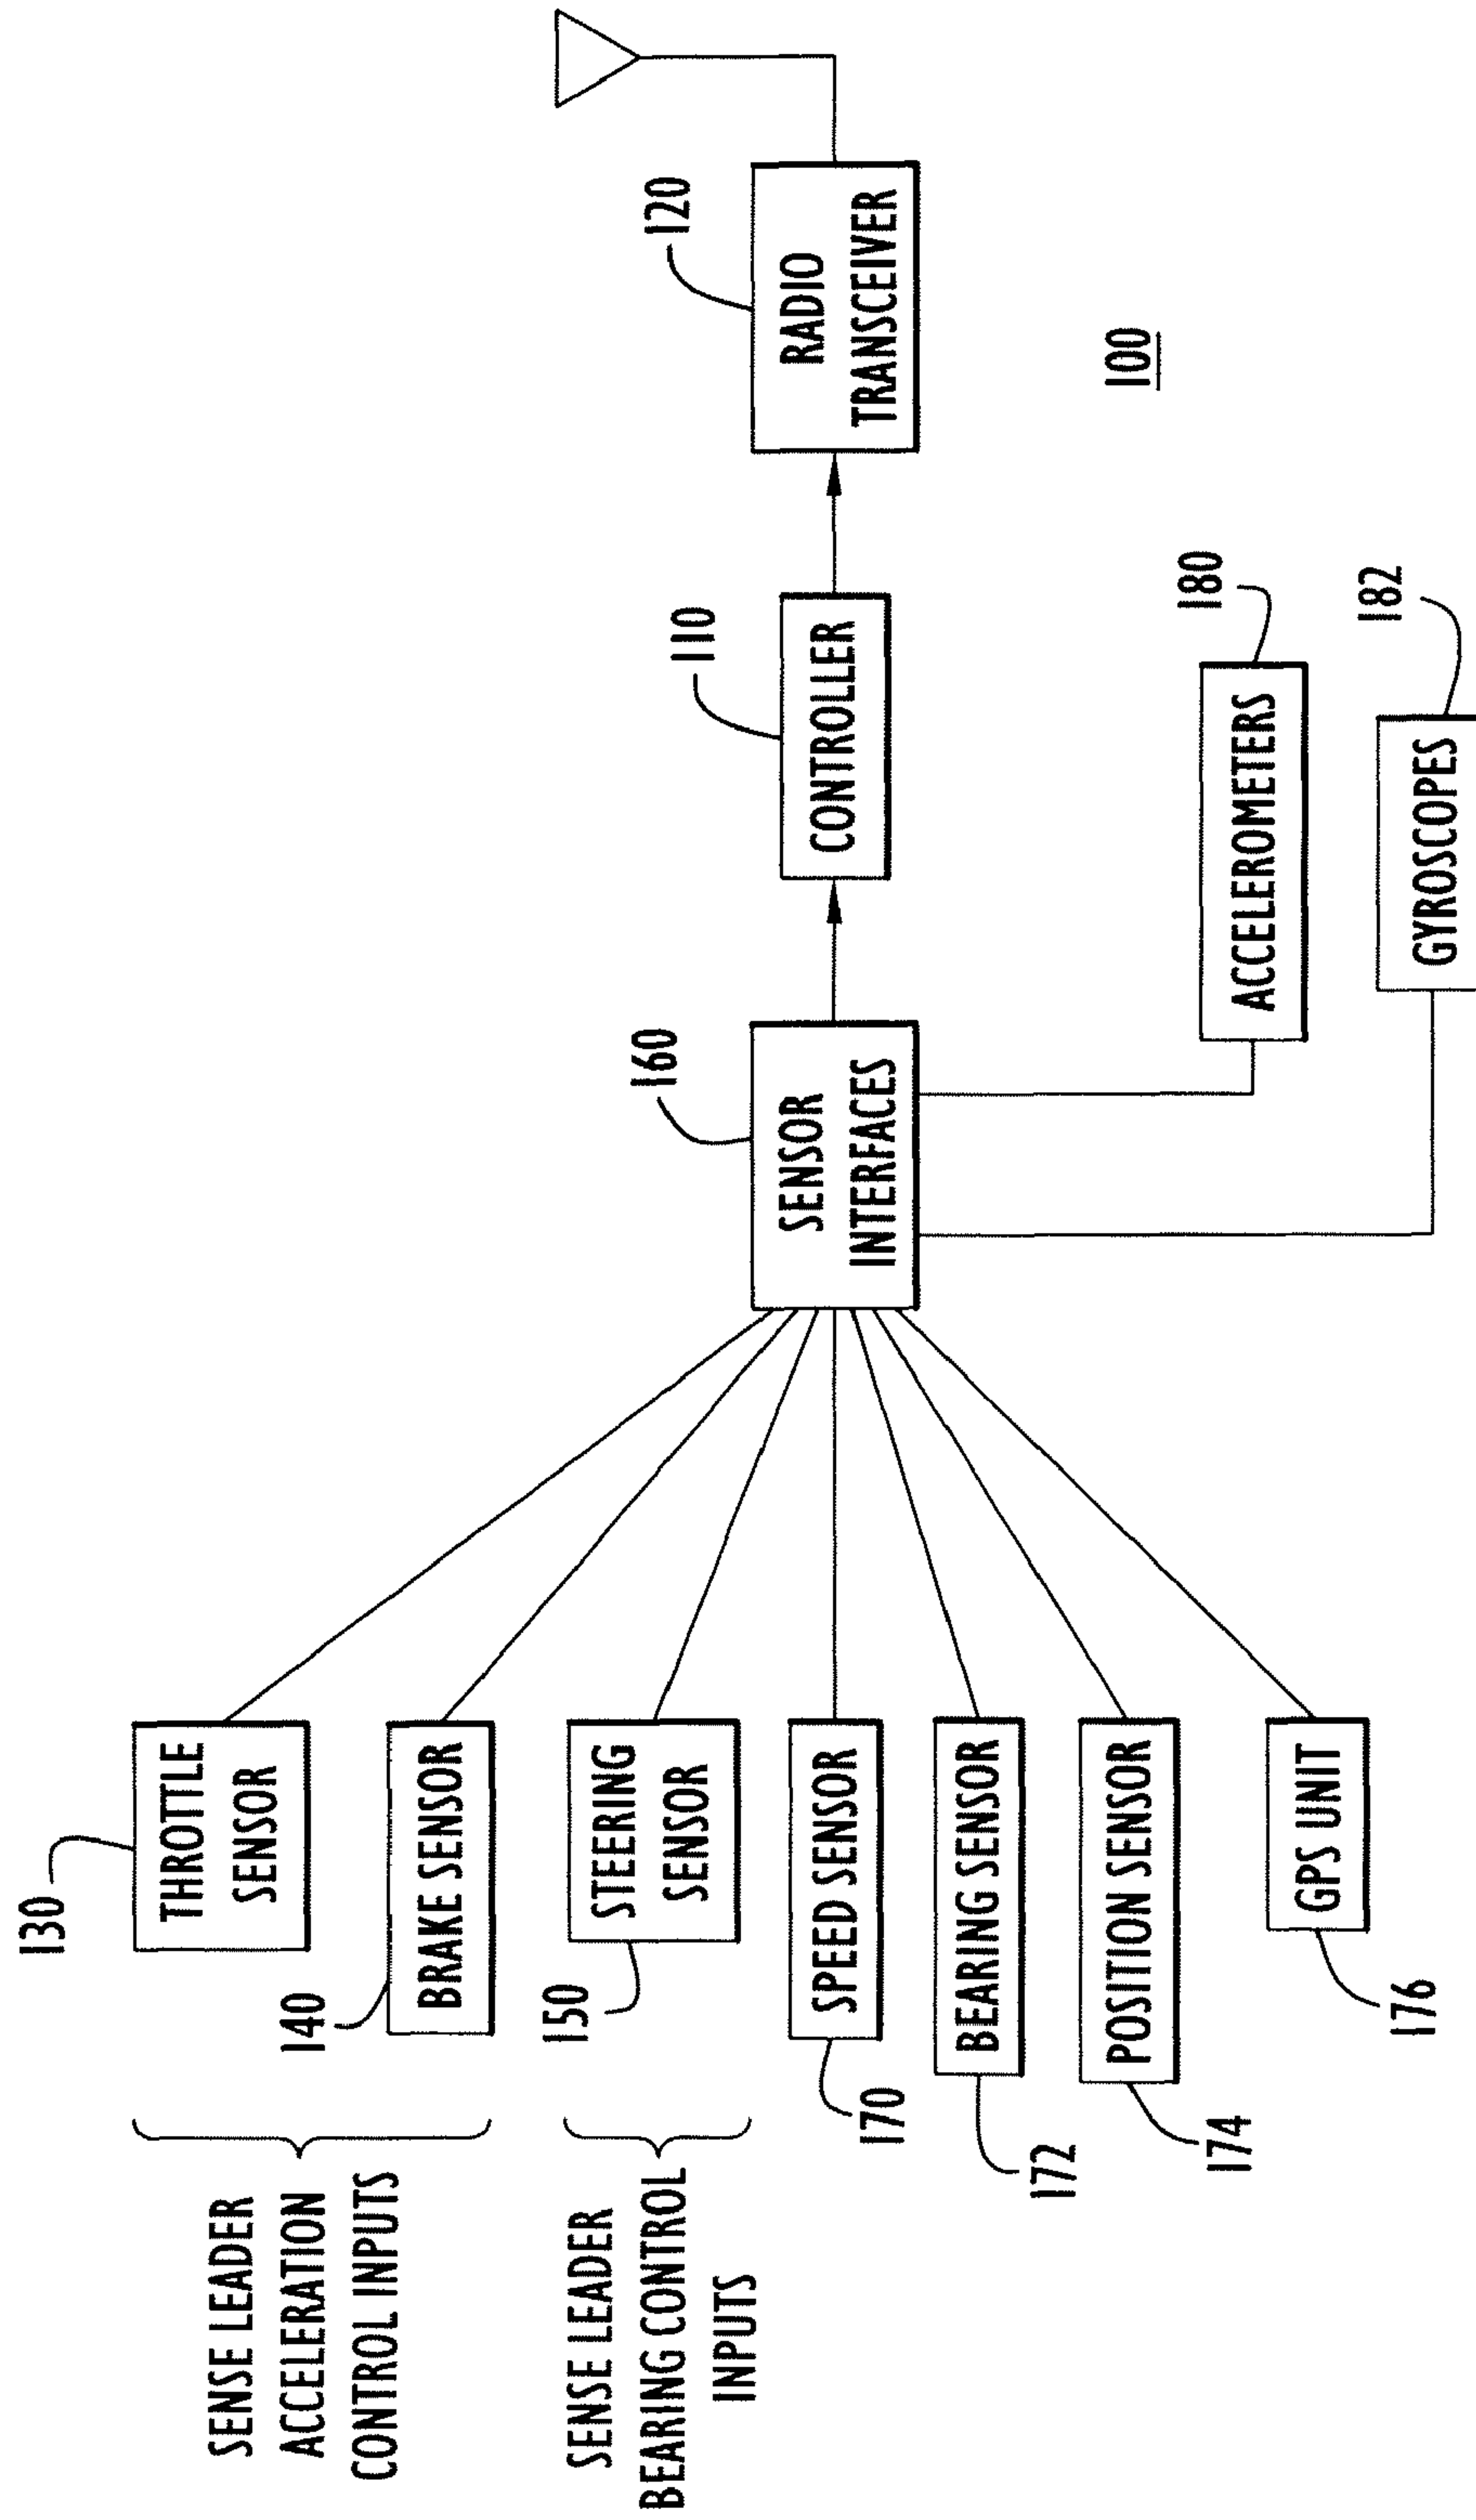 130
THROTTLE
SENSOR
SENSE LEADER
ACCELERATION
CONTROL INPUTS
140
BRAKE SENSOR
SENSE LEADER
BEARING CONTROL
INPUTS
150
STEERING
SENSOR
170
SPEED SENSOR
172
BEARING SENSOR
174
POSITION SENSOR
176
GPS UNIT
160
SENSOR
INTERFACES
110
CONTROLLER
120
RADIO
TRANSCEIVER
100
180
ACCELEROMETERS
182
GYROSCOPES